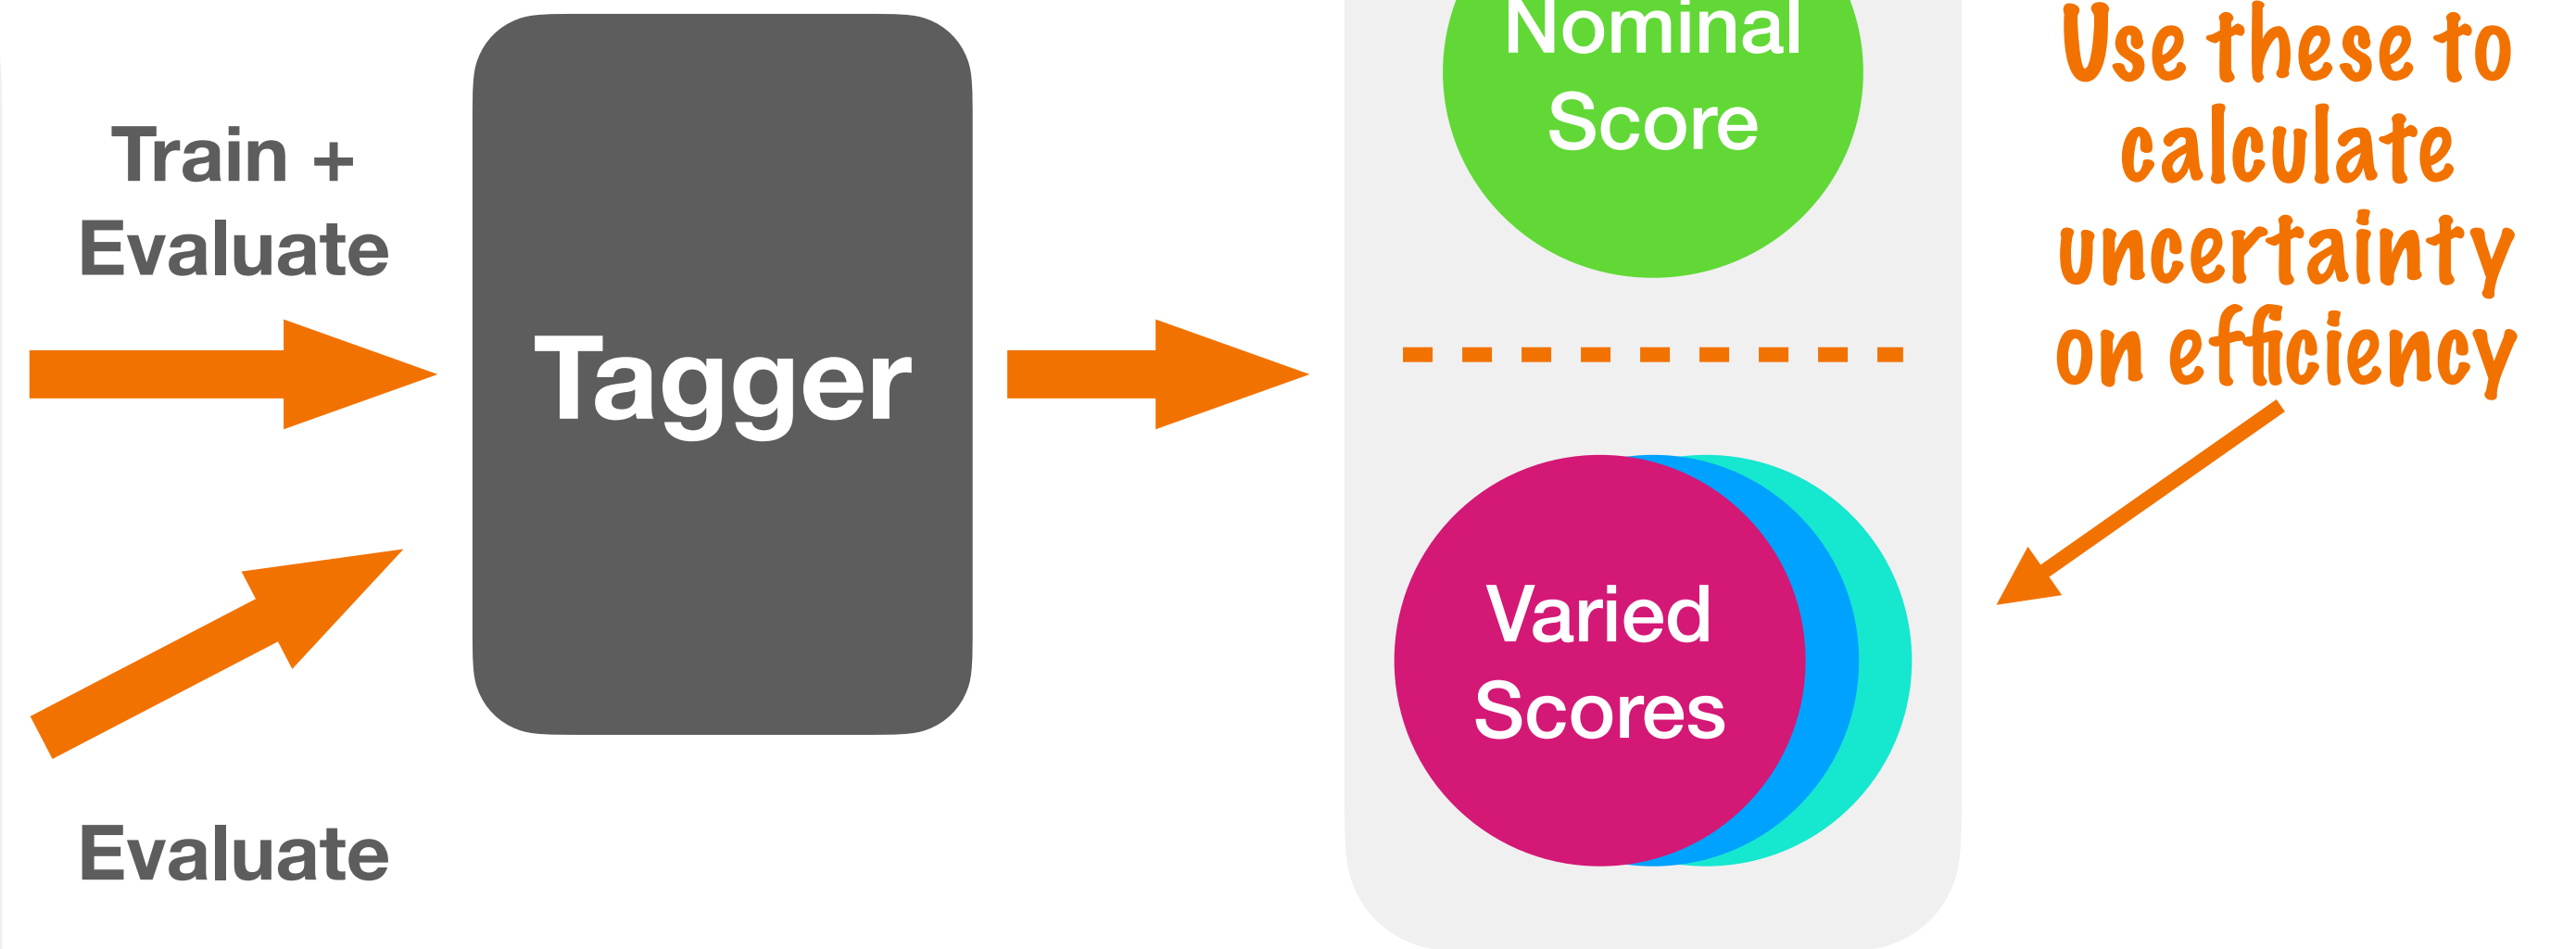 Train +
Evaluate
Evaluate
Tagger
Nominal
Score
Varied
Scores
Use these to
calculate
uncertainty
on efficiency